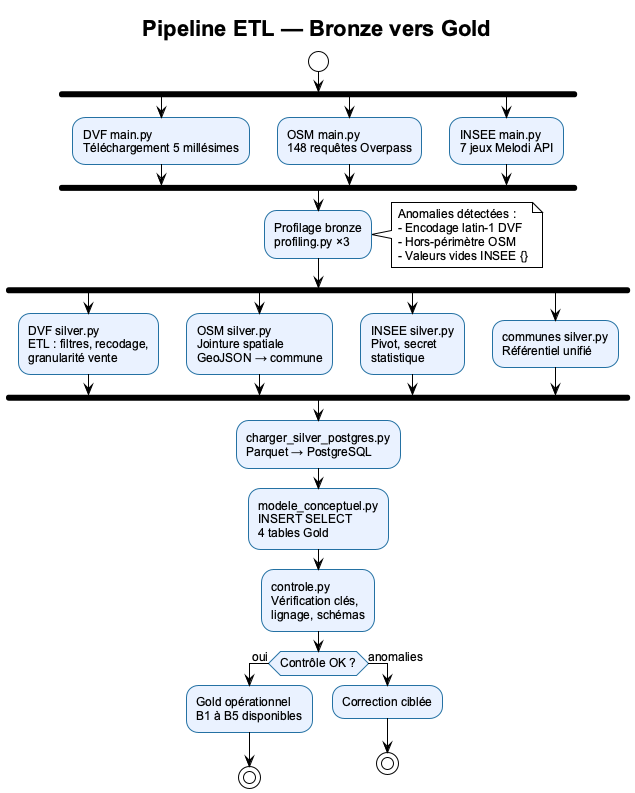 Pipeline ETL — Bronze vers Gold
DVF main.py
Téléchargement 5 millésimes
OSM main.py
148 requêtes Overpass
INSEE main.py
7 jeux Melodi API
Profilage bronze
profiling.py ×3
Anomalies détectées :
- Encodage latin-1 DVF
- Hors-périmètre OSM
- Valeurs vides INSEE {}
DVF silver.py
ETL : filtres, recodage,
granularité vente
OSM silver.py
Jointure spatiale
GeoJSON → commune
INSEE silver.py
Pivot, secret
statistique
communes silver.py
Référentiel unifié
charger_silver_postgres.py
Parquet → PostgreSQL
modele_conceptuel.py
INSERT SELECT
4 tables Gold
controle.py
Vérification clés,
lignage, schémas
oui
Contrôle OK ?
anomalies
Gold opérationnel
B1 à B5 disponibles
Correction ciblée